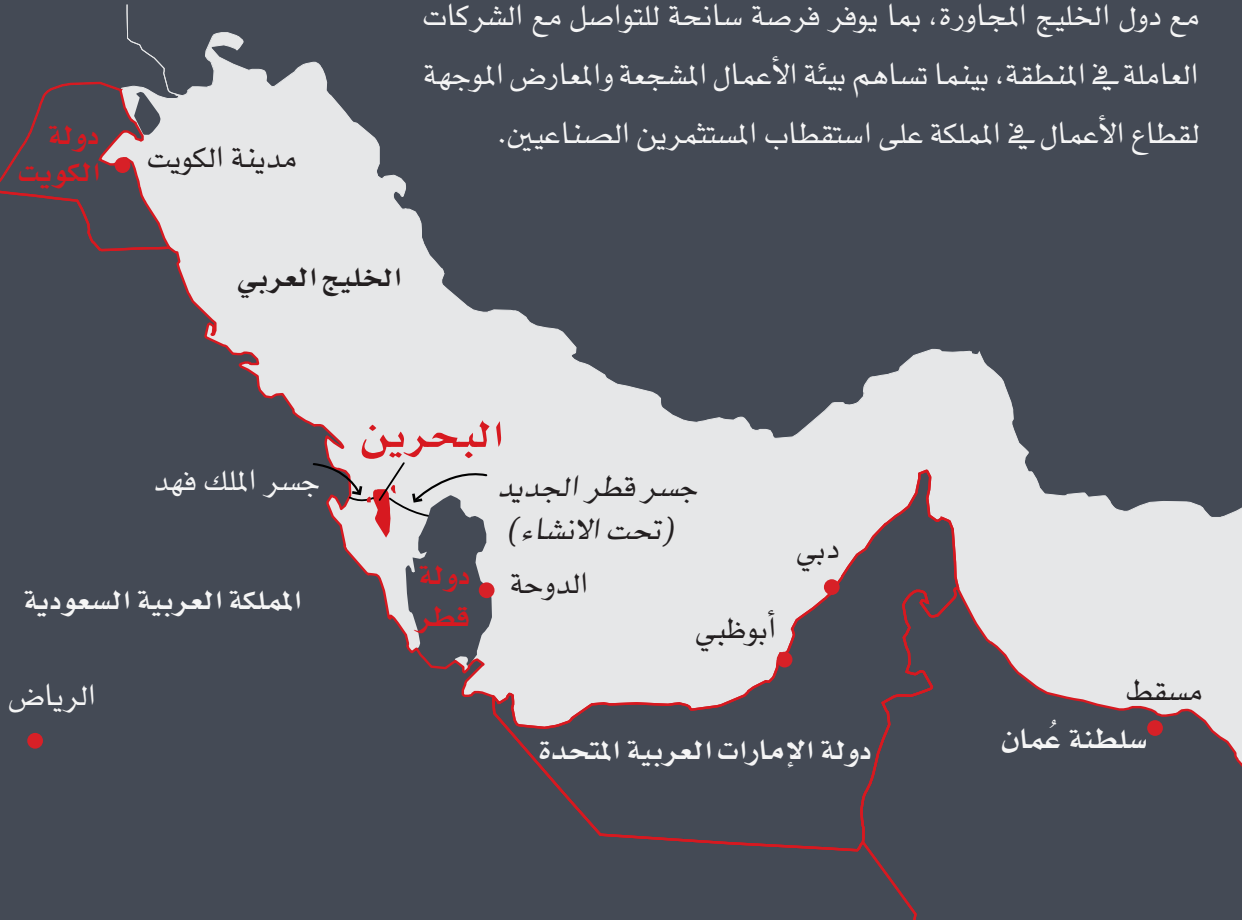 مع دول الخليج المجاورة، بما يوفر فرصة سانحة للتواصل مع الشركات
العاملة في المنطقة، بينما تساهم بيئة الأعمال المشجعة والمعارض الموجهة
لقطاع الأعمال في المملكة على استقطاب المستثمرين الصناعيين.
دولة
الكويت
مدينة الكويت
الخليج العربي
البحرين
جسر الملك فهد
جسر قطر الجديد
(تحت الانشاء)
دبي
دولة
قطر
الدوحة
المملكة العربية السعودية
أبوظبي
الرياض
مسقط
سلطنة عُمان
دولة الإمارات العربية المتحدة